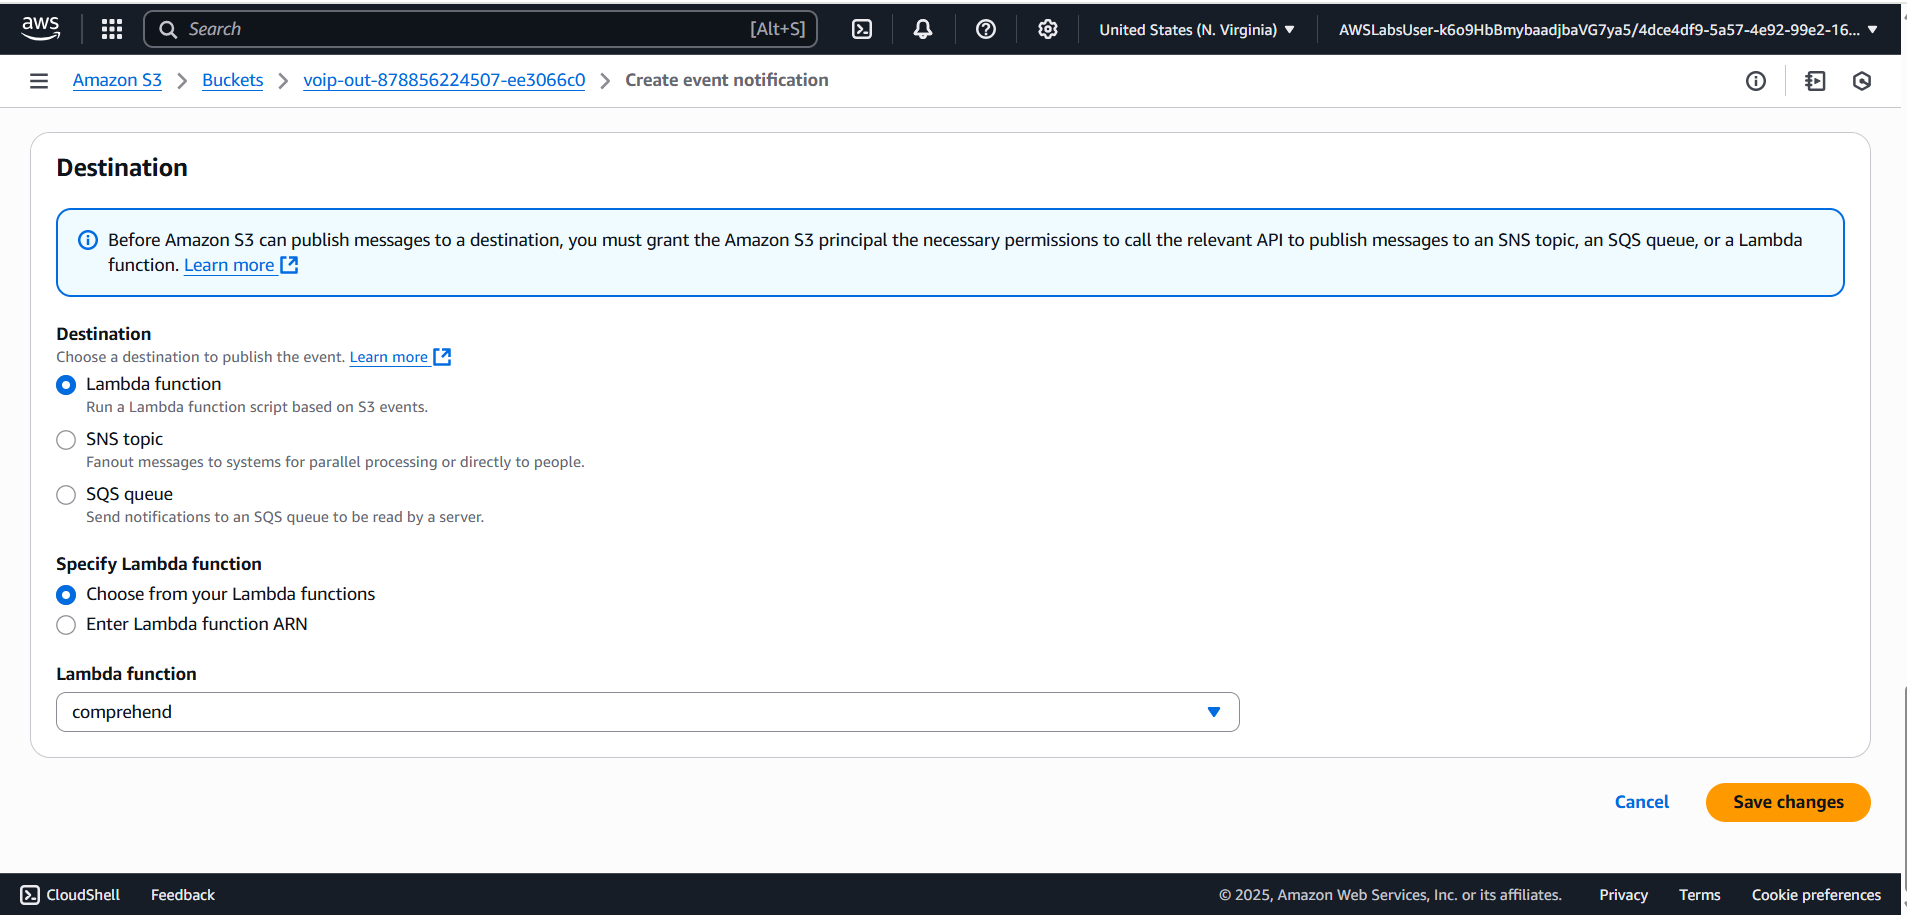 aws
Search
[Alt+S]
United States (N. Virginia)
AWSLabsUser-k6o9HbBmybaadjbaVG7ya5/4dce4df9-5a57-4e92-99e2-16...
Amazon S3
Buckets
voip-out-878856224507-ee3066c0
Create event notification
Destination
Before Amazon S3 can publish messages to a destination, you must grant the Amazon S3 principal the necessary permissions to call the relevant API to publish messages to an SNS topic, an SQS queue, or a Lambda
function. Learn more
Destination
Choose a destination to publish the event. Learn more
Lambda function
Run a Lambda function script based on S3 events.
SNS topic
Fanout messages to systems for parallel processing or directly to people.
SQS queue
Send notifications to an SQS queue to be read by a server.
Specify Lambda function
Choose from your Lambda functions
Enter Lambda function ARN
Lambda function
comprehend
Cancel
Save changes
CloudShell
Feedback
© 2025, Amazon Web Services, Inc. or its affiliates.
Privacy
Terms
Cookie preferences